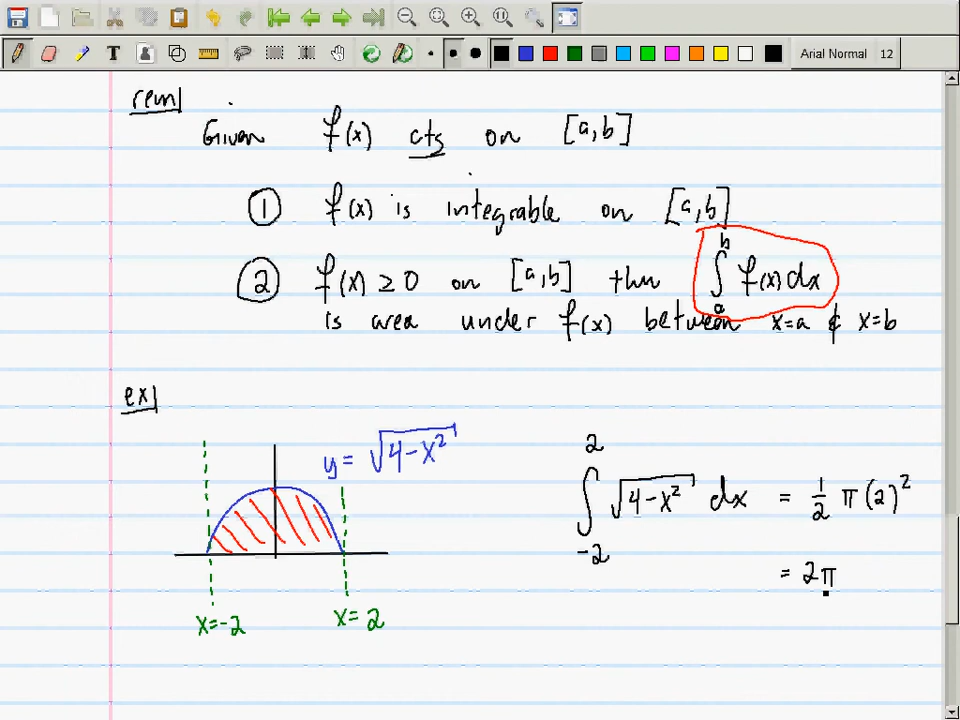 Arial Normal 12
rem
Given f(x) cts on [a,b]
① f(x) is integrable on [a,b]
② f(x) ≥ 0 on [a,b] then ∫_a^b f(x)dx
is area under f(x) between x=a & x=b
ex
y = √(4-x²)
∫_{-2}^{2} √(4-x²) dx = 1/2 π(2)²
= 2π
x=-2 x=2